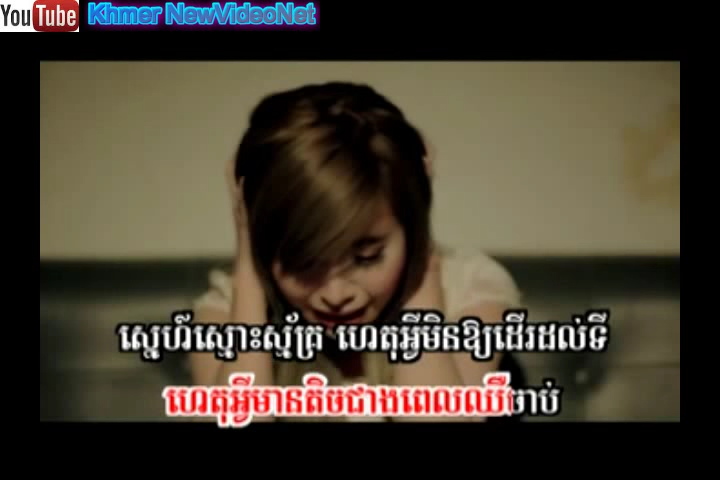 YouTube Khmer NewVideoNet
ស្នេហ៍ស្មោះស្ម័គ្រ ហេតុអ្វីមិនឱ្យដើរដល់ទី
ហេតុអ្វីមានតិចជាងពេលឈឺចាប់